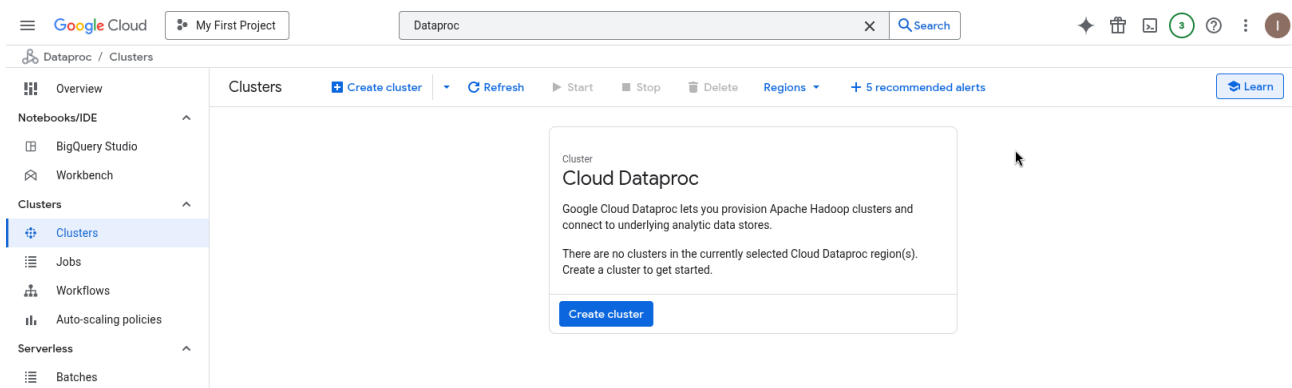 Google Cloud
My First Project
Dataproc
Search
3
I
Dataproc / Clusters
Overview
Notebooks/IDE
BigQuery Studio
Workbench
Clusters
Clusters
Jobs
Workflows
Auto-scaling policies
Serverless
Batches
Clusters
Create cluster
Refresh
Start
Stop
Delete
Regions
5 recommended alerts
Learn
Cluster
Cloud Dataproc
Google Cloud Dataproc lets you provision Apache Hadoop clusters and
connect to underlying analytic data stores.
There are no clusters in the currently selected Cloud Dataproc region(s).
Create a cluster to get started.
Create cluster